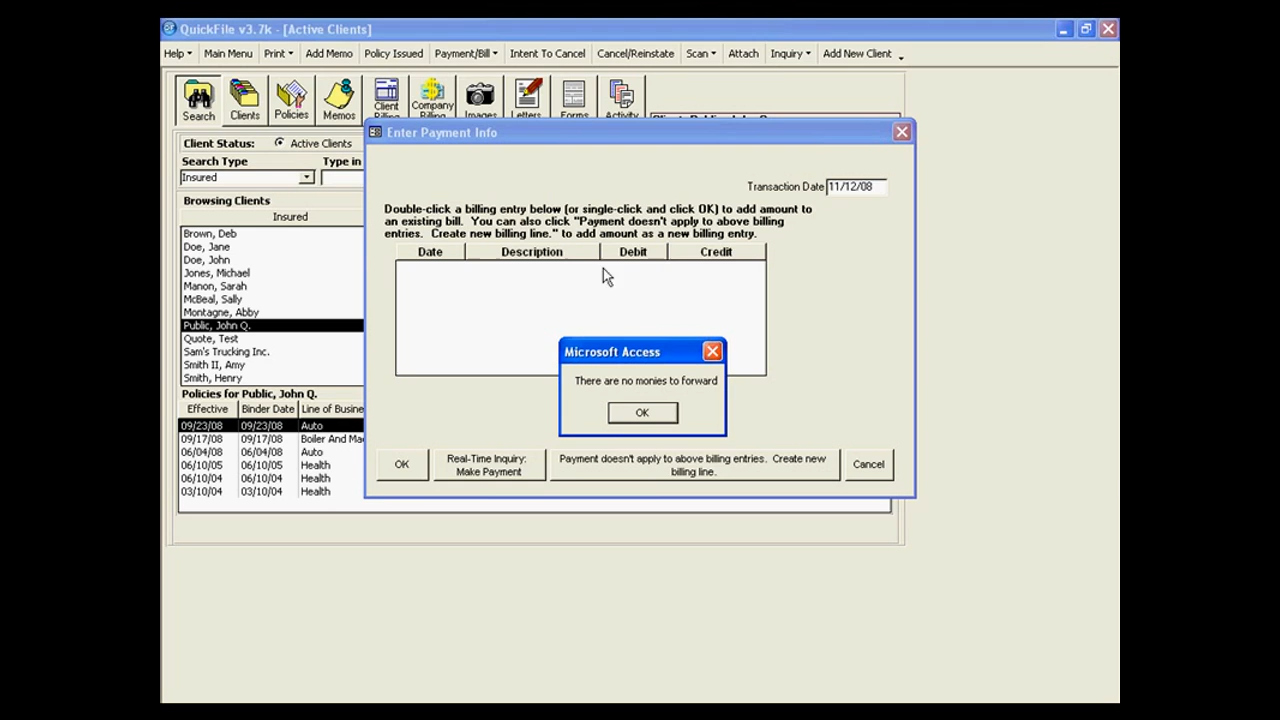 QuickFile v3.7k - [Active Clients]
Help Main Menu Print Add Memo Policy Issued Payment/Bill Intent To Cancel Cancel/Reinstate Scan Attach Inquiry Add New Client
Search Clients Policies Memos Client Company Images Letters Forms Activity
Enter Payment Info
Client Status: Active Clients
Search Type Type in
Insured
Transaction Date 11/12/08
Double-click a billing entry below (or single-click and click OK) to add amount to
an existing bill. You can also click "Payment doesn't apply to above billing
entries. Create new billing line." to add amount as a new billing entry.
Date Description Debit Credit
Browsing Clients
Insured
Brown, Deb
Doe, Jane
Doe, John
Jones, Michael
Manon, Sarah
McBeal, Sally
Montagne, Abby
Public, John Q.
Quote, Test
Sam's Trucking Inc.
Smith II, Amy
Smith, Henry
Microsoft Access
There are no monies to forward
OK
Policies for Public, John Q.
Effective Binder Date Line of Busine
09/23/08 09/23/08 Auto
09/17/08 09/17/08 Boiler And Ma
06/04/08 06/04/08 Auto
06/10/05 06/10/05 Health
06/10/04 06/10/04 Health
03/10/04 03/10/04 Health
OK
Real-Time Inquiry:
Make Payment
Payment doesn't apply to above billing entries. Create new
billing line.
Cancel